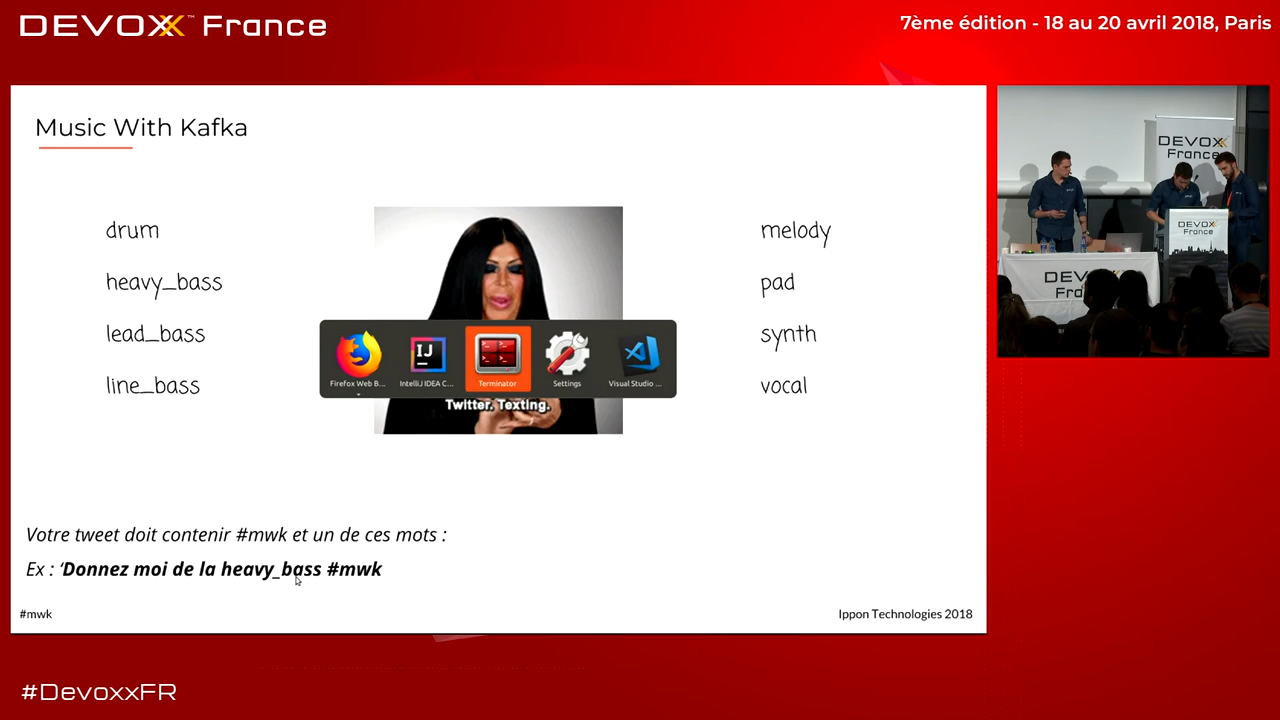 DEVOXX™ France
7ème édition - 18 au 20 avril 2018, Paris
Music With Kafka
drum
heavy_bass
lead_bass
line_bass
melody
pad
synth
vocal
Firefox Web B...
IntelliJ IDEA C...
Terminator
Settings
Visual Studio ...
IJ
Twitter. Texting.
Votre tweet doit contenir #mwk et un de ces mots :
Ex : ‘Donnez moi de la heavy_bass #mwk
#mwk
Ippon Technologies 2018
DEVOXX
France
DEVOXX
France
DEVOXX
#DevoxxFR